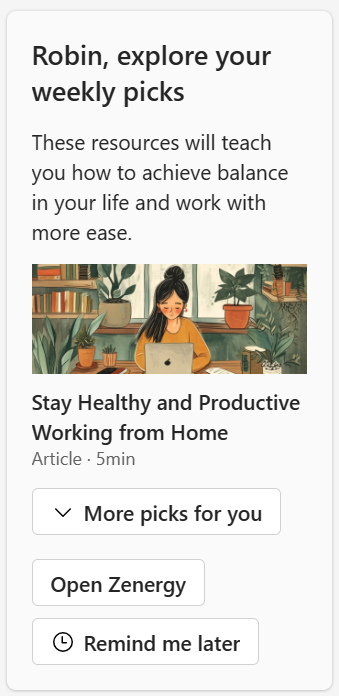 Robin, explore your
weekly picks
These resources will teach
you how to achieve balance
in your life and work with
more ease.
Stay Healthy and Productive
Working from Home
Article · 5min
More picks for you
Open Zenergy
Remind me later